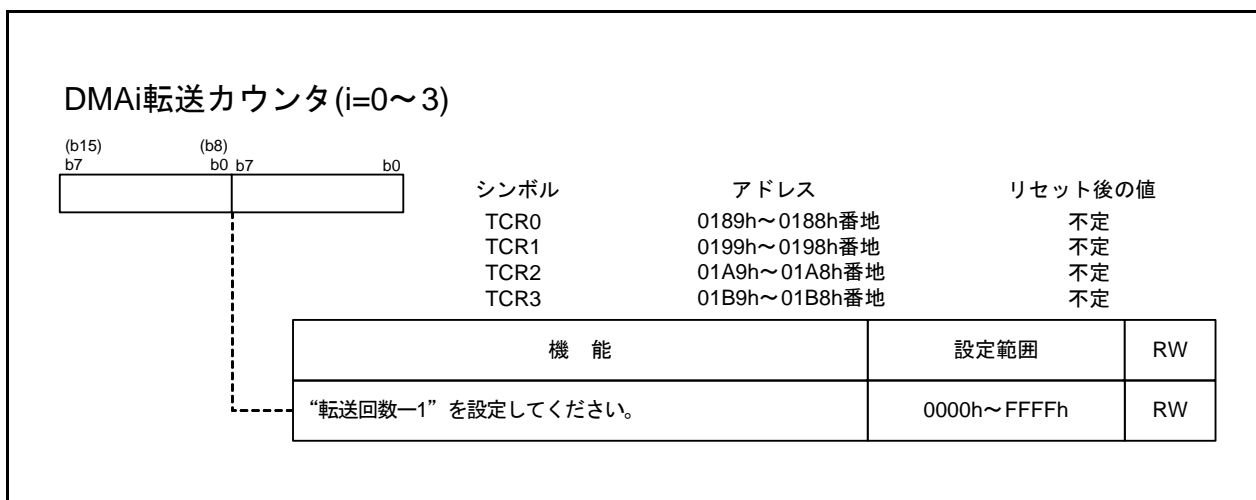 DMAi転送カウンタ(i=0～3)
(b15) (b8)
b7 b0 b7 b0
シンボル アドレス リセット後の値
TCR0 0189h～0188h番地 不定
TCR1 0199h～0198h番地 不定
TCR2 01A9h～01A8h番地 不定
TCR3 01B9h～01B8h番地 不定
機 能 設定範囲 RW
“転送回数―1”を設定してください。 0000h～FFFFh RW